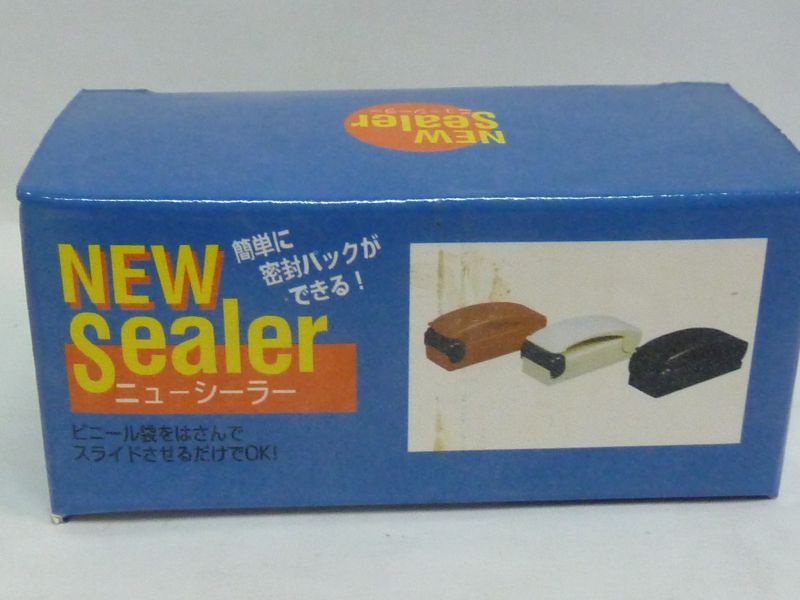 NEW
Sealer
ニューシーラー
NEW
Sealer
ニューシーラー
簡単に
密封パックが
できる!
ビニール袋をはさんで
スライドさせるだけでOK!